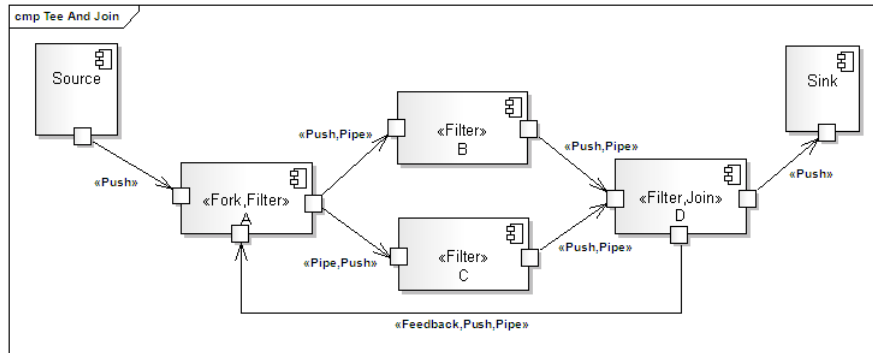 cmp Tee And Join
Source
Sink
«Push»
«Fork,Filter»
A
«Push,Pipe»
«Filter»
B
«Push,Pipe»
«Pipe,Push»
«Filter»
C
«Push,Pipe»
«Filter,Join»
D
«Push»
«Feedback,Push,Pipe»